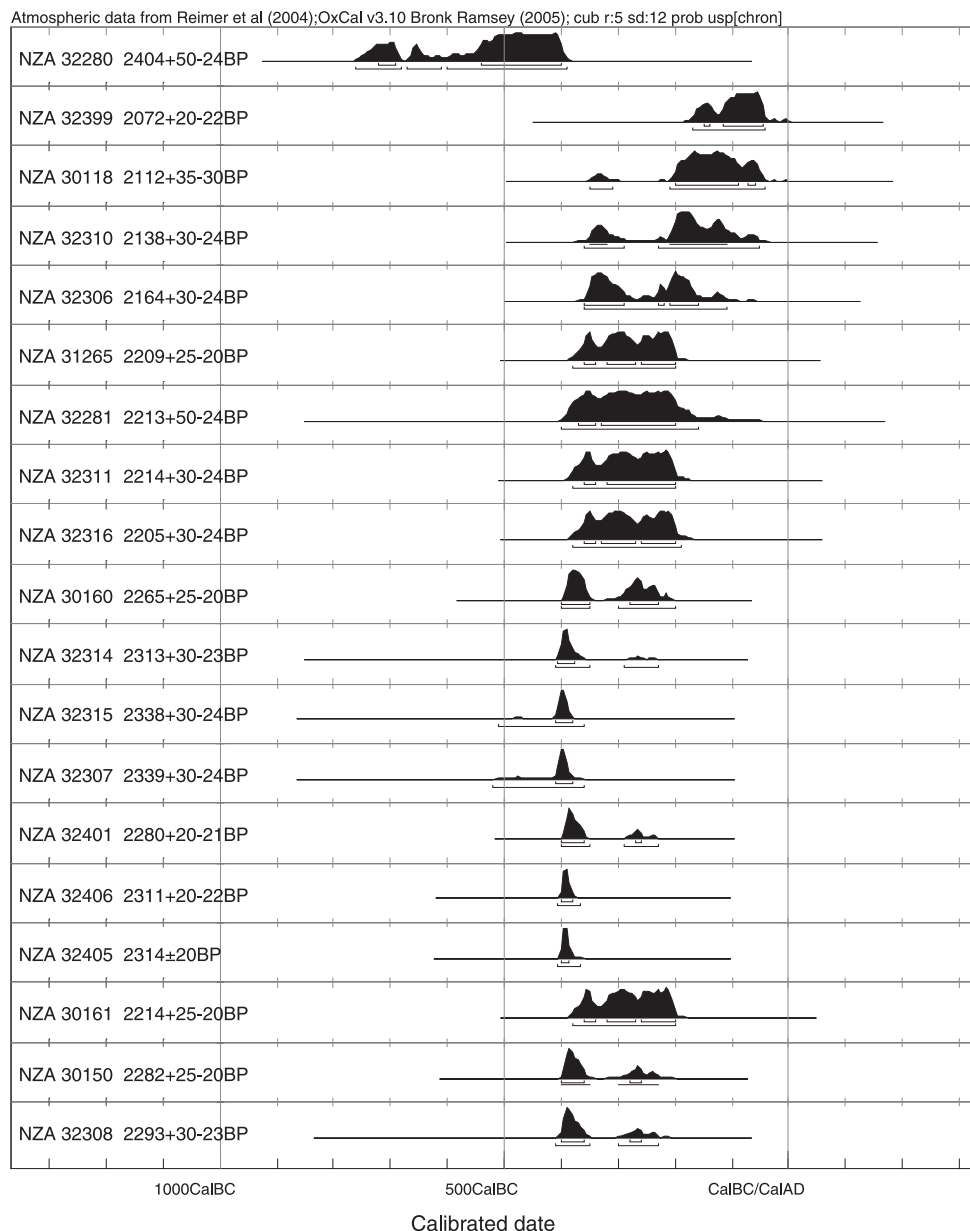 Atmospheric data from Reimer et al (2004);OxCal v3.10 Bronk Ramsey (2005); cub r:5 sd:12 prob usp[chron]
NZA 32280 2404+50-24BP
NZA 32399 2072+20-22BP
NZA 30118 2112+35-30BP
NZA 32310 2138+30-24BP
NZA 32306 2164+30-24BP
NZA 31265 2209+25-20BP
NZA 32281 2213+50-24BP
NZA 32311 2214+30-24BP
NZA 32316 2205+30-24BP
NZA 30160 2265+25-20BP
NZA 32314 2313+30-23BP
NZA 32315 2338+30-24BP
NZA 32307 2339+30-24BP
NZA 32401 2280+20-21BP
NZA 32406 2311+20-22BP
NZA 32405 2314±20BP
NZA 30161 2214+25-20BP
NZA 30150 2282+25-20BP
NZA 32308 2293+30-23BP
1000CalBC 500CalBC CalBC/CalAD
Calibrated date